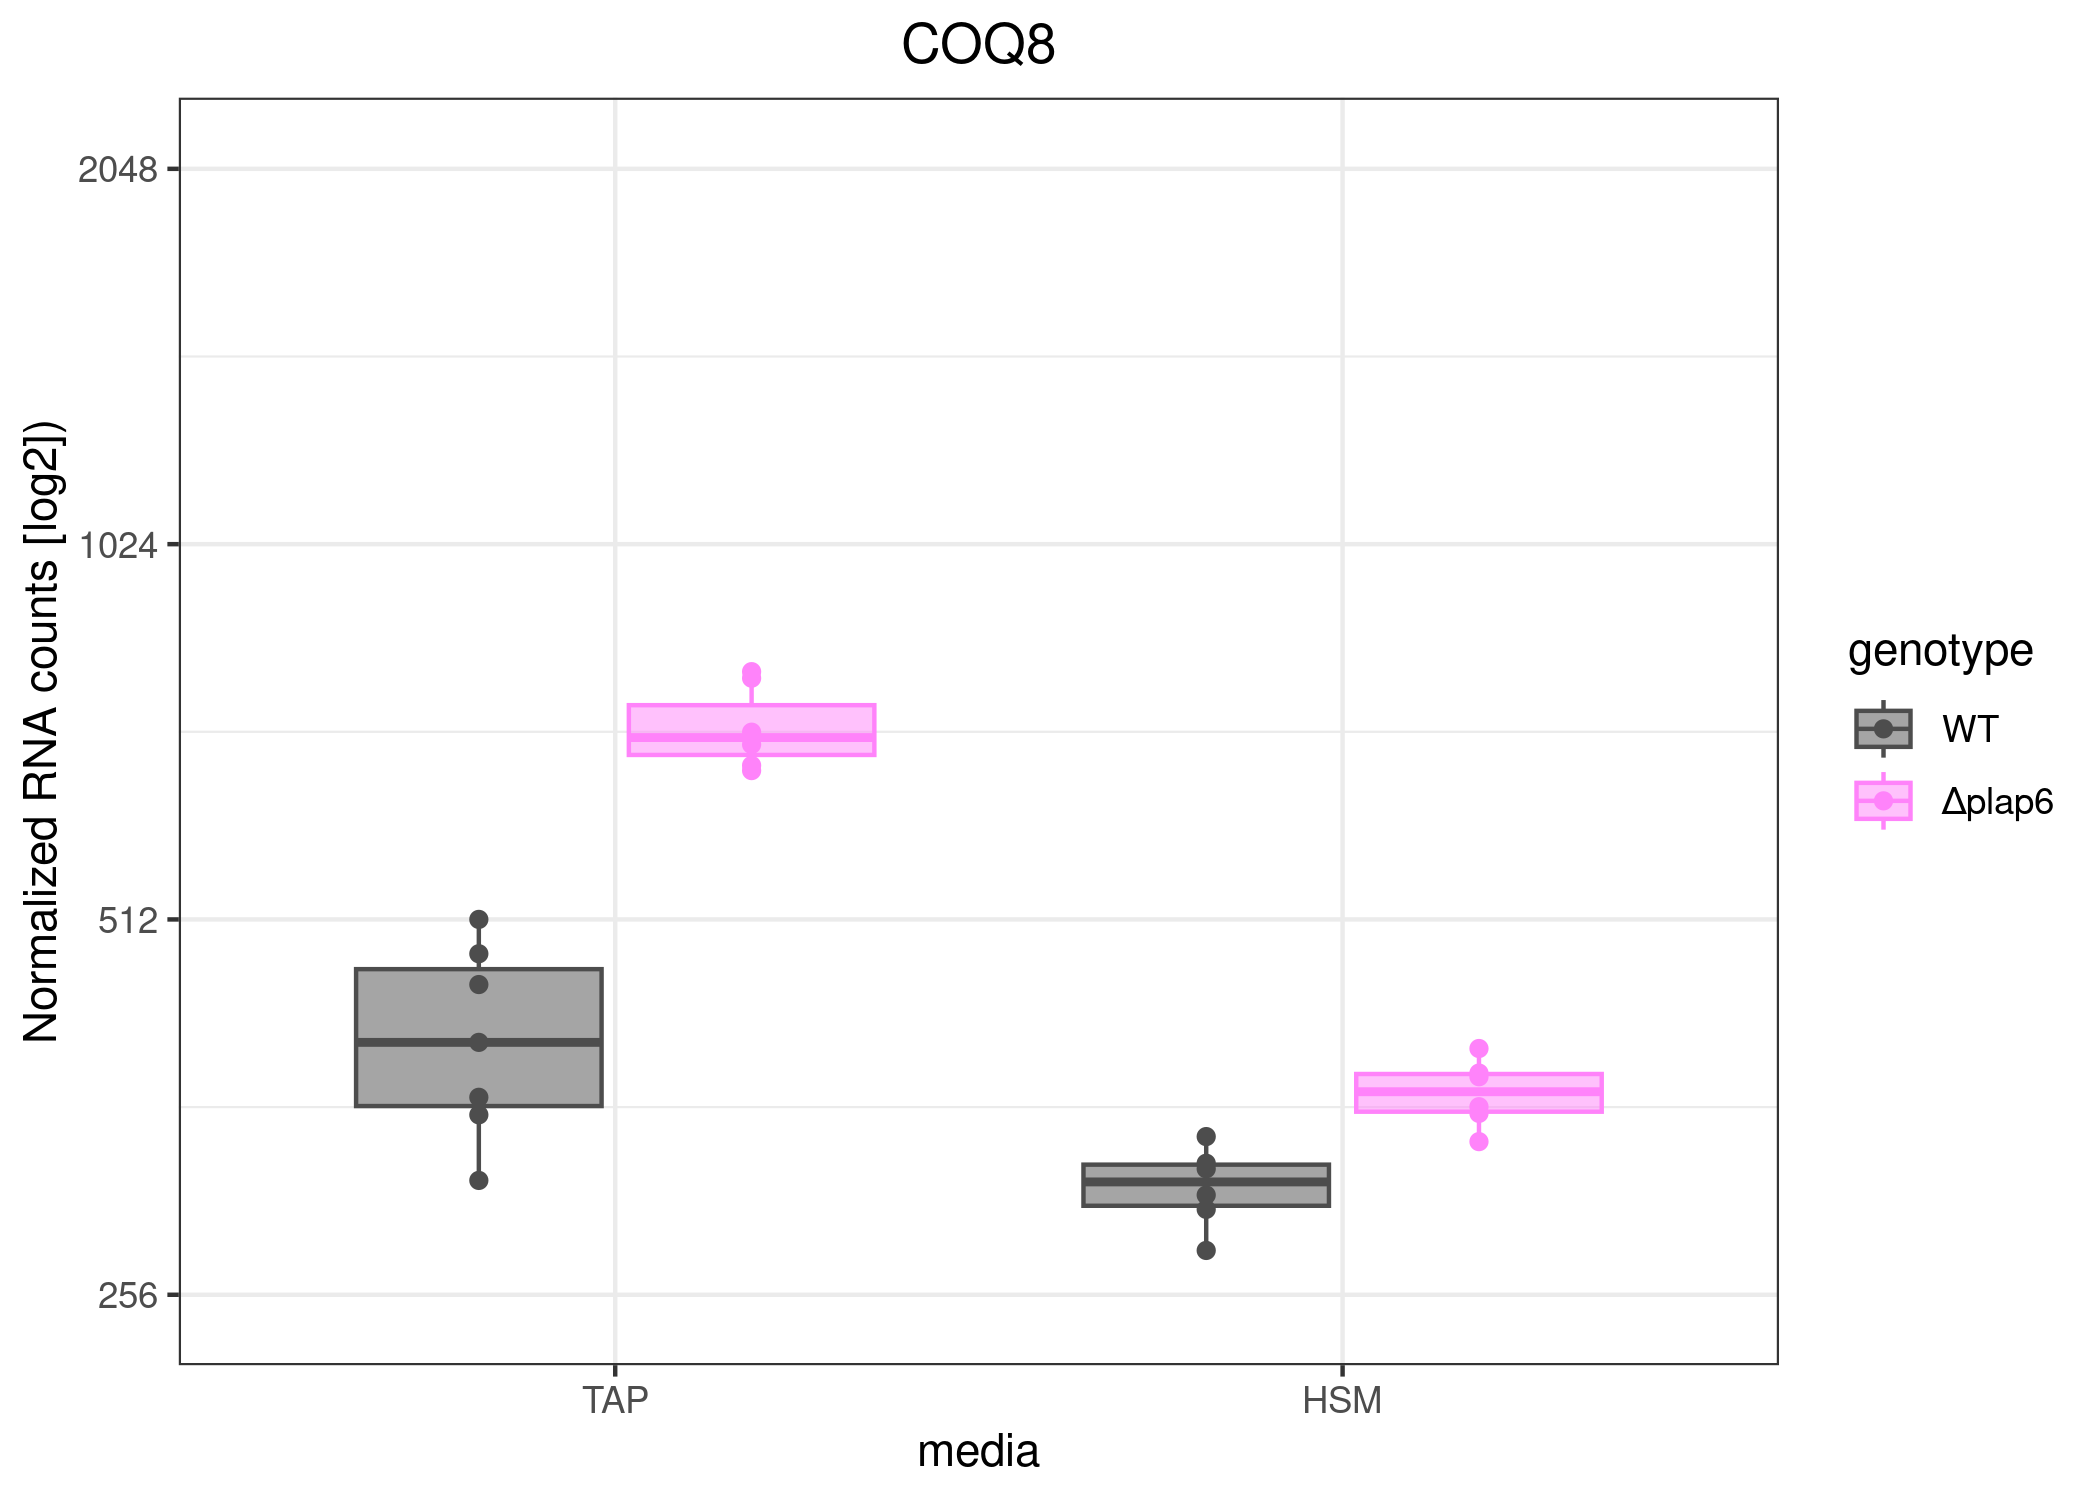 COQ8
Normalized RNA counts [log2])
2048
1024
512
256
TAP
HSM
media
genotype
WT
Δplap6